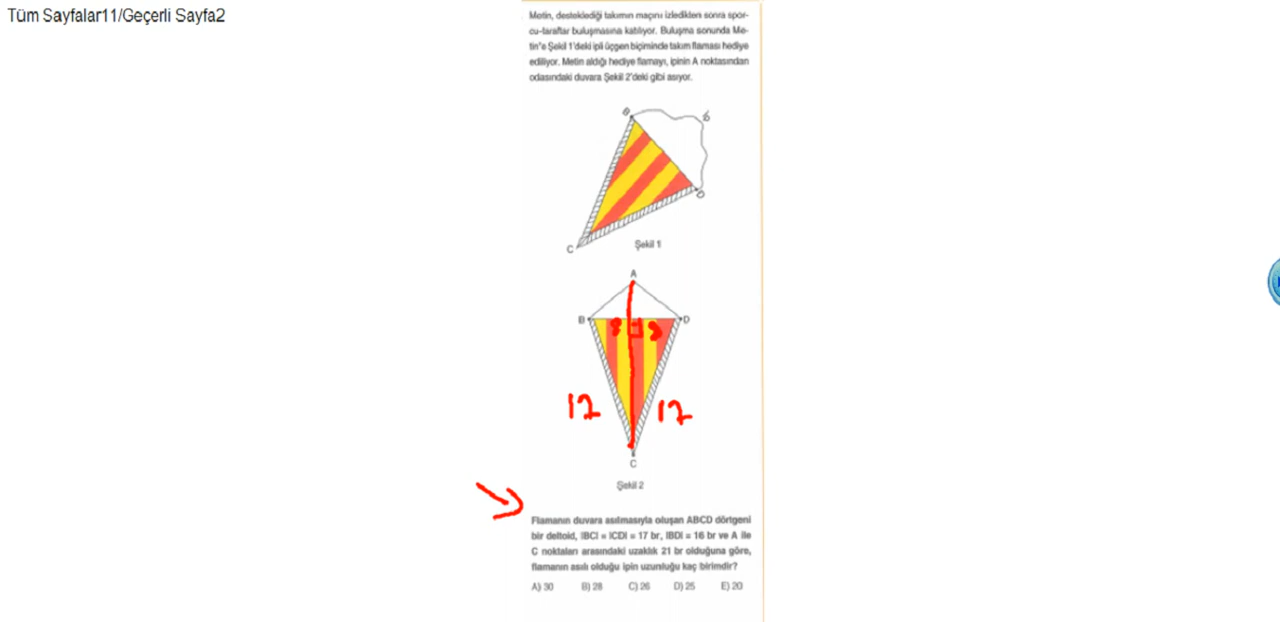 Tüm Sayfalar11/Geçerli Sayfa2
Metin, desteklediği takımın maçını izledikten sonra spor-
cu-taraftar buluşmasına katılıyor. Buluşma sonunda Me-
tin'e Şekil 1'deki ipli üçgen biçiminde takım flaması hediye
ediliyor. Metin aldığı hediye flamayı, ipinin A noktasından
odasındaki duvara Şekil 2'deki gibi asıyor.
B
D
C
Şekil 1
A
B
D
8
8
17
17
C
Şekil 2
Flamanın duvara asılmasıyla oluşan ABCD dörtgeni
bir deltoid, |BC| = |CD| = 17 br, |BD| = 16 br ve A ile
C noktaları arasındaki uzaklık 21 br olduğuna göre,
flamanın asılı olduğu ipin uzunluğu kaç birimdir?
A) 30 B) 28 C) 26 D) 25 E) 20